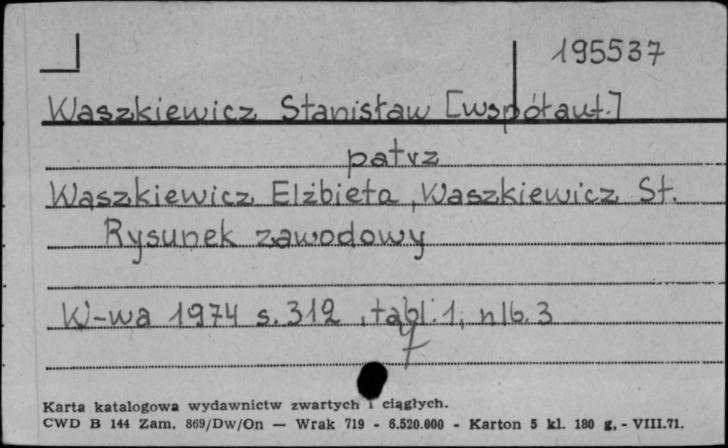 195537
Waszkiewicz Stanisław [współaut.]
patrz
Waszkiewicz Elżbieta, Waszkiewicz St.
Rysunek zawodowy
W-wa 1974 s. 312, tabl. 1, nlb. 3
Karta katalogowa wydawnictw zwartych i ciągłych.
CWD B 144 Zam. 869/Dw/On — Wrak 719 - 6.520.000 - Karton 5 kl. 180 g. - VIII.71.